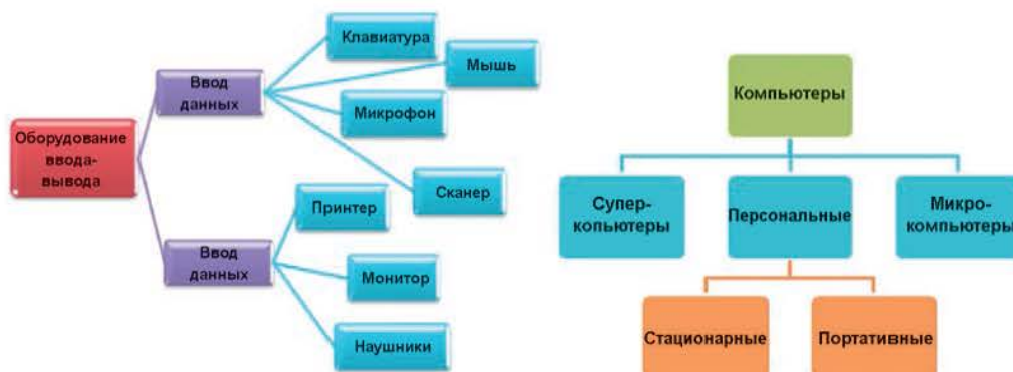 Оборудование
ввода-
вывода
Ввод
данных
Клавиатура
Мышь
Микрофон
Сканер
Ввод
данных
Принтер
Монитор
Наушники
Компьютеры
Супер-
копьютеры
Персональные
Микро-
компьютеры
Стационарные
Портативные